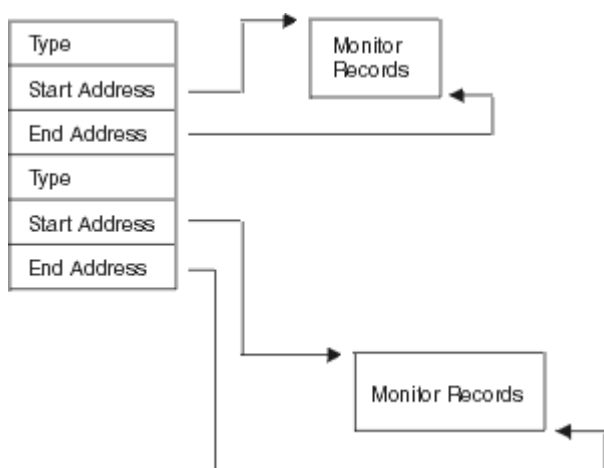 Type
Start Address
End Address
Type
Start Address
End Address
Monitor
Records
Monitor Records